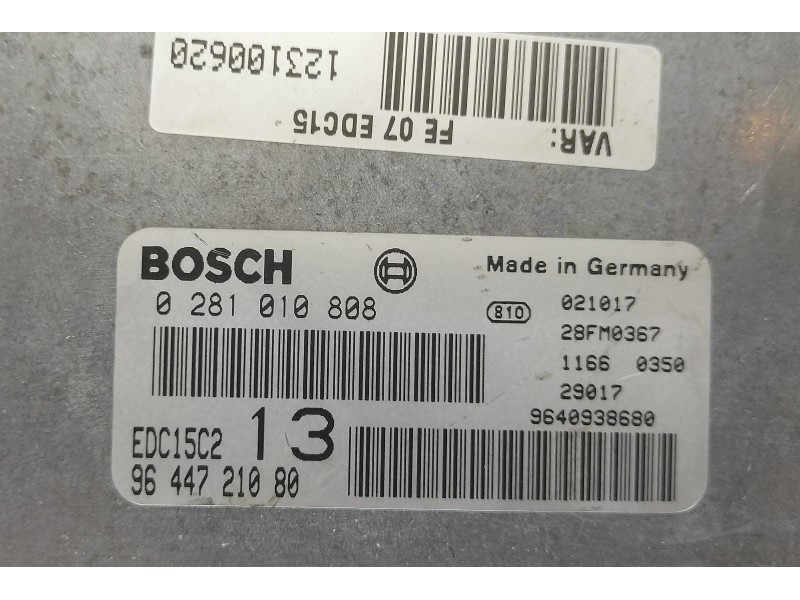 123100620
VAR: FE 07 EDC15
BOSCH
Made in Germany
0 281 010 808
810
021017
28FM0367
1166 0350
29017
9640938680
EDC15C2 13
96 447 210 80